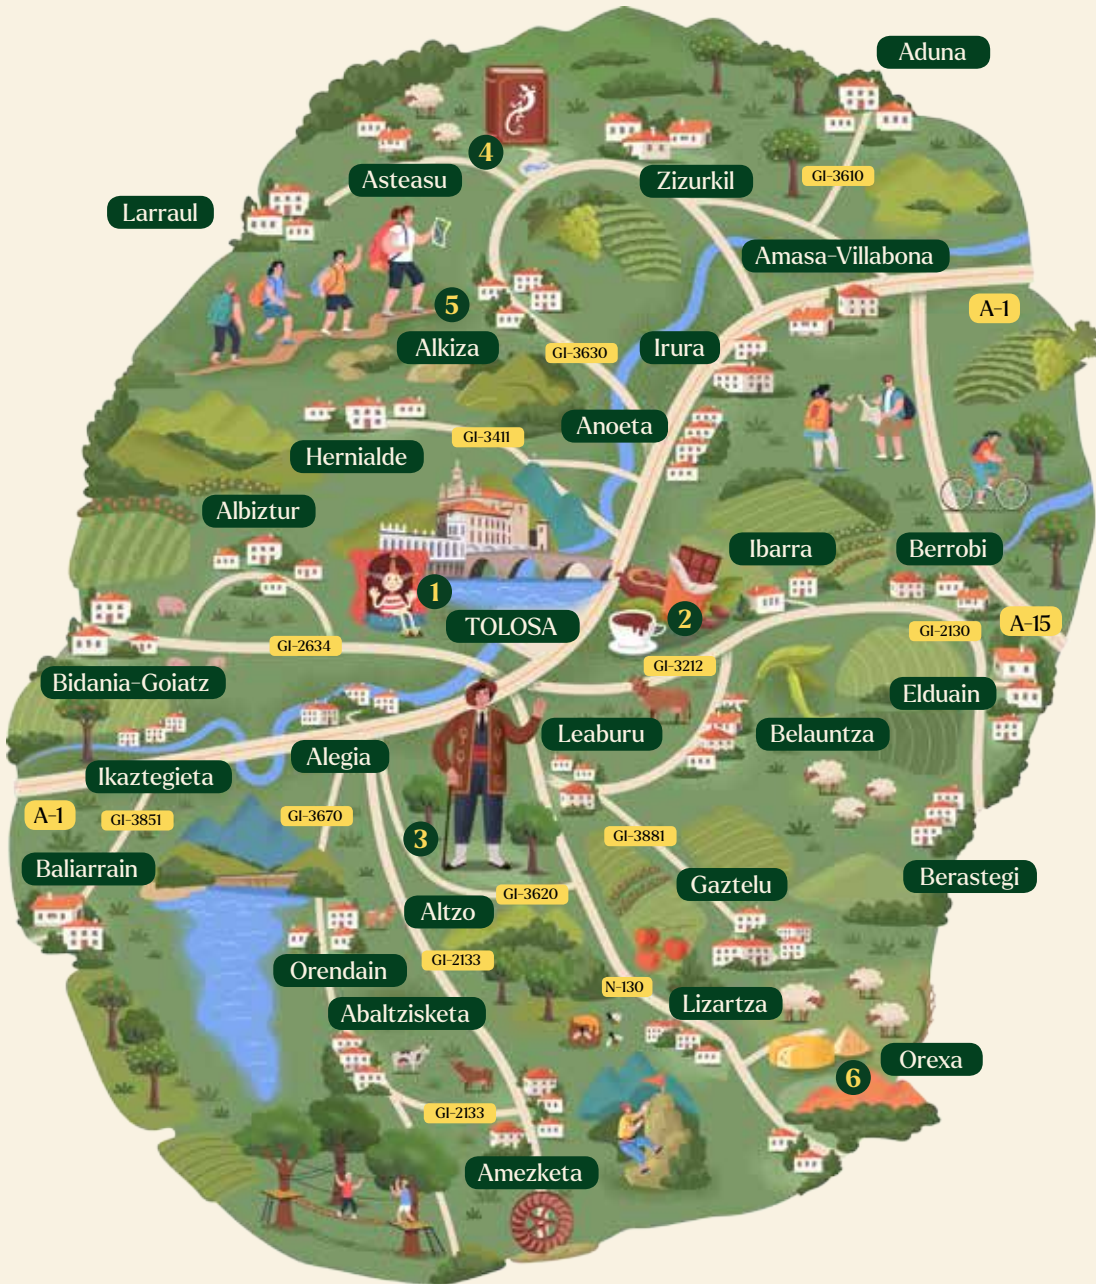 Aduna
4
Asteasu
Zizurkil
GI-3610
Larraul
Amasa-Villabona
5
A-1
Alkiza
GI-3630
Irura
Anoeta
GI-3411
Hernialde
Albiztur
Ibarra
Berrobi
1
2
TOLOSA
A-15
GI-2130
GI-2634
GI-3212
Bidania-Goiatz
Elduain
Leaburu
Belauntza
Alegia
Ikaztegieta
A-1
GI-3851
GI-3670
3
GI-3881
Baliarrain
Berastegi
Gaztelu
GI-3620
Altzo
GI-2133
Orendain
N-130
Lizartza
Abaltzisketa
Orexa
6
GI-2133
Amezketa